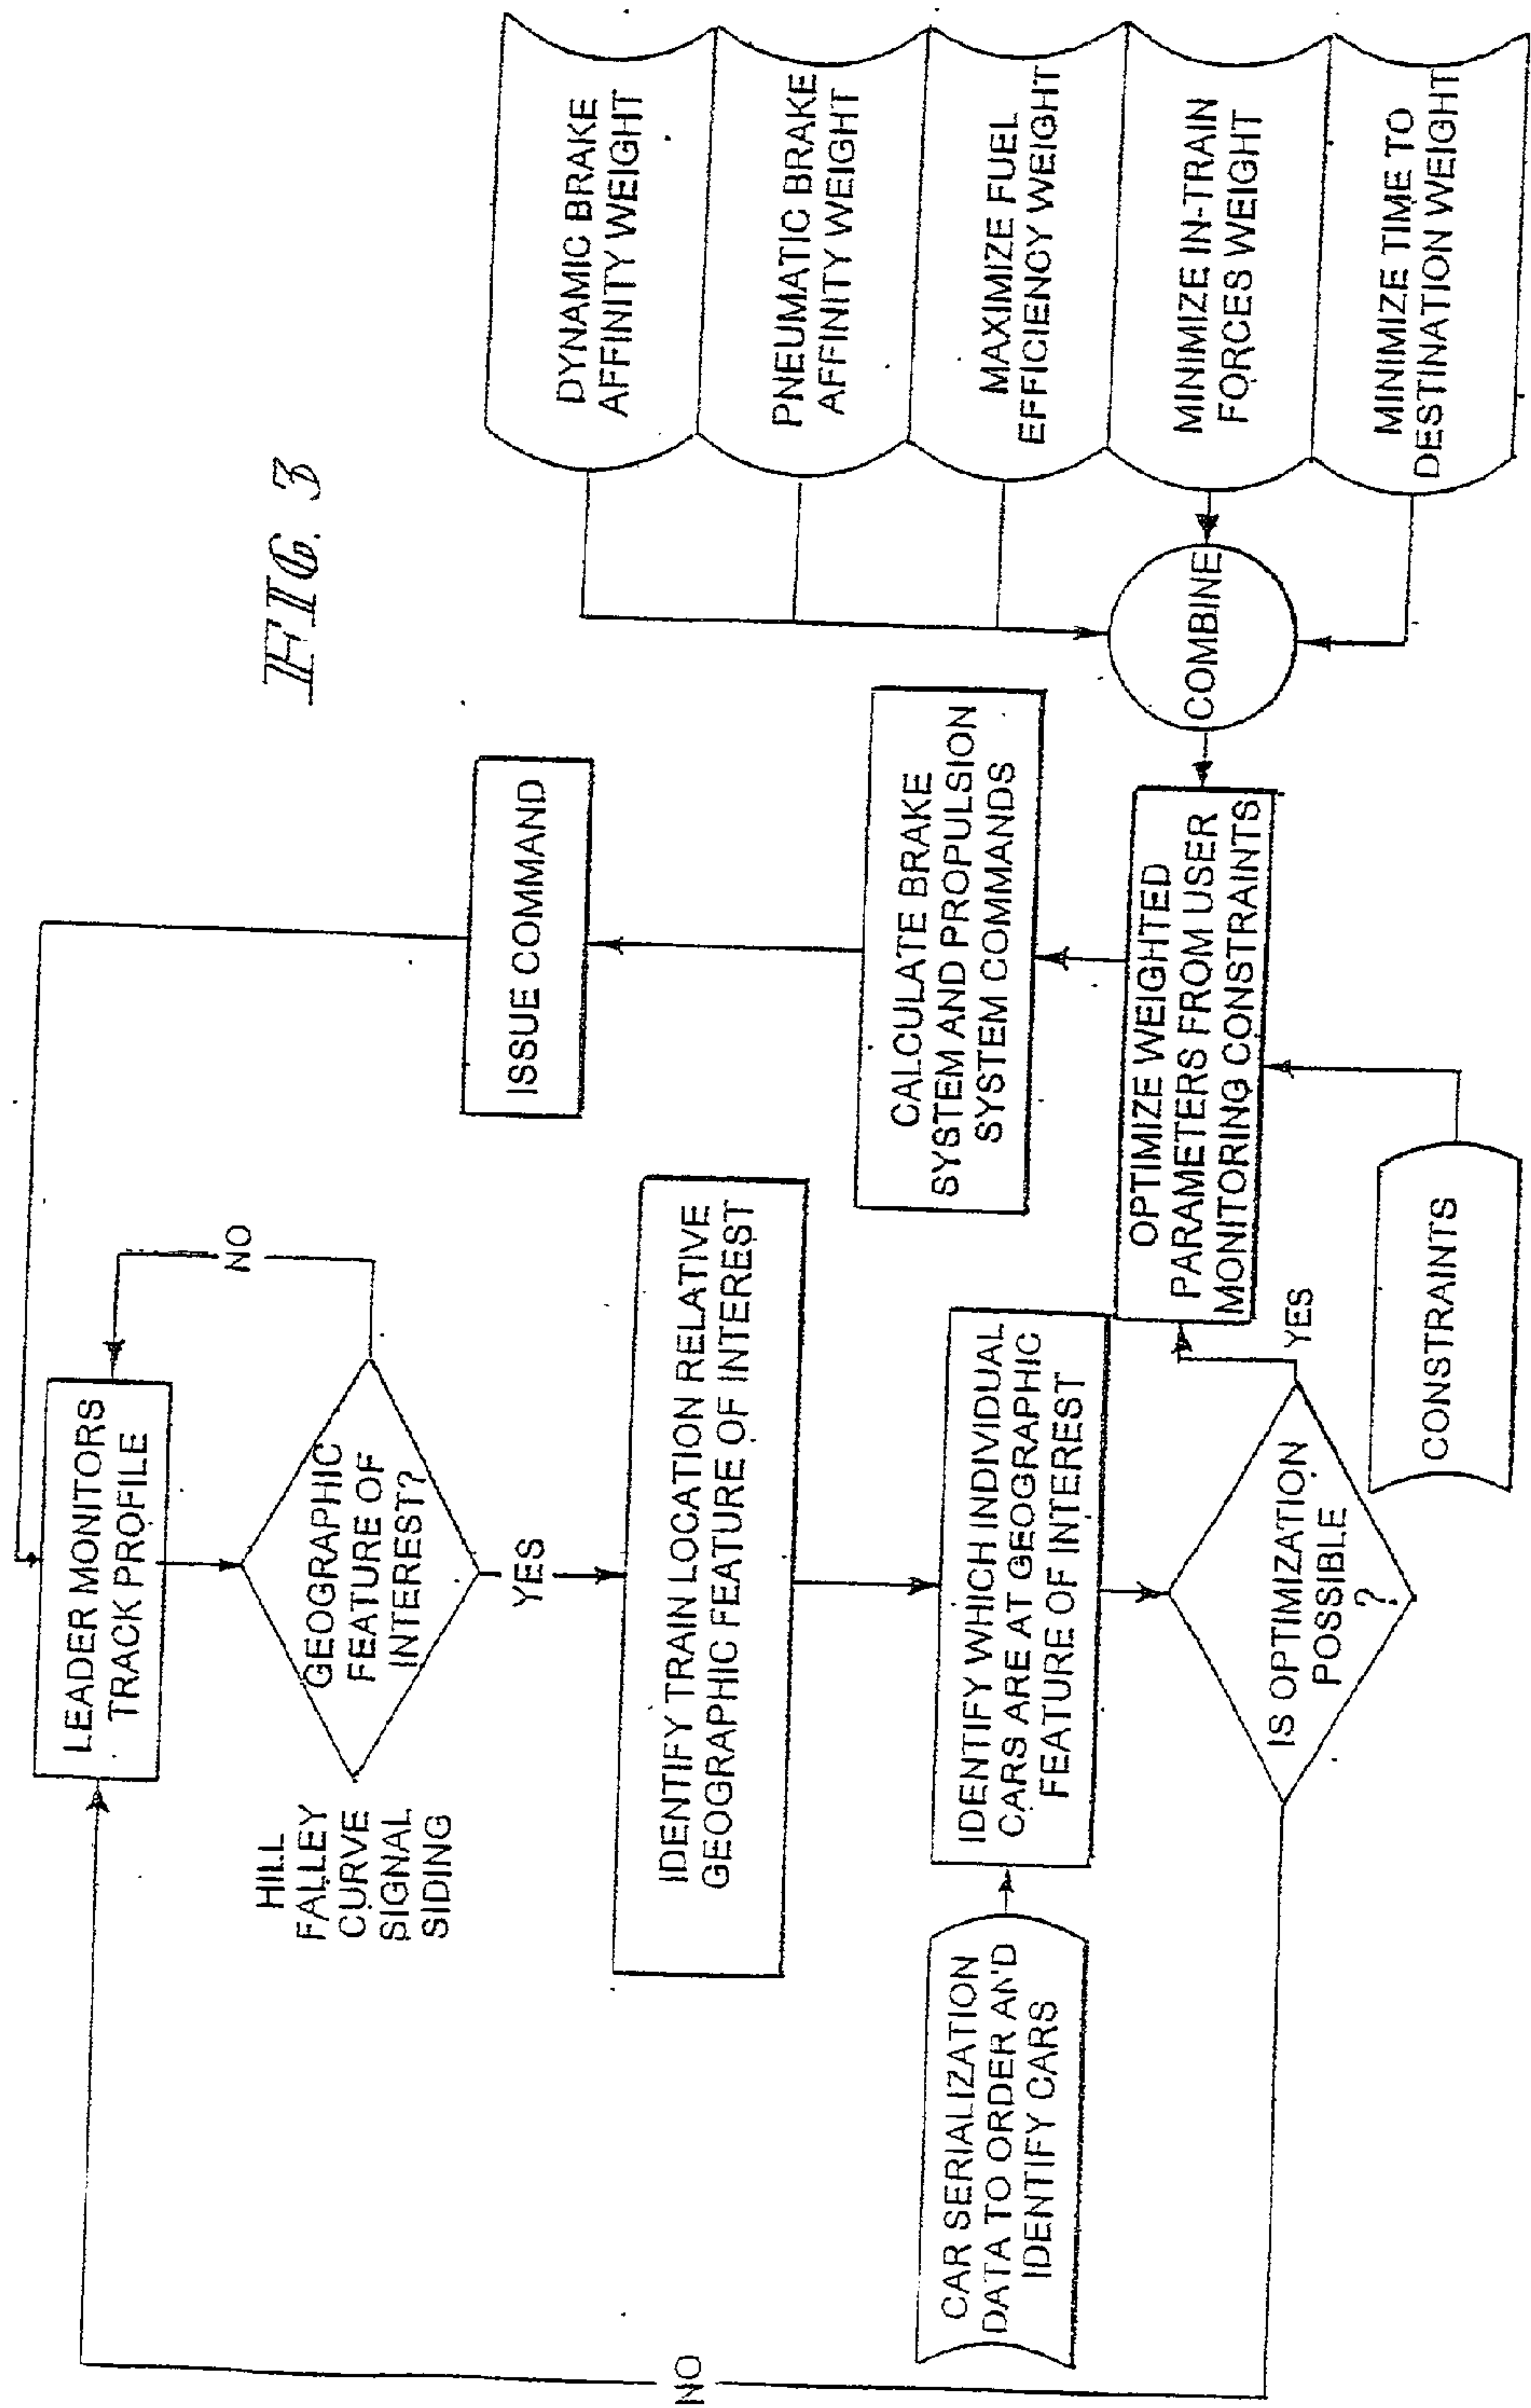 FIG. 3
LEADER MONITORS
TRACK PROFILE
NO
GEOGRAPHIC
FEATURE OF
INTEREST?
HILL
FALLEY
CURVE
SIGNAL
SIDING
YES
IDENTIFY TRAIN LOCATION RELATIVE
GEOGRAPHIC FEATURE OF INTEREST
CAR SERIALIZATION
DATA TO ORDER AND
IDENTIFY CARS
IDENTIFY WHICH INDIVIDUAL
CARS ARE AT GEOGRAPHIC
FEATURE OF INTEREST
IS OPTIMIZATION
POSSIBLE
?
NO
YES
CONSTRAINTS
OPTIMIZE WEIGHTED
PARAMETERS FROM USER
MONITORING CONSTRAINTS
CALCULATE BRAKE
SYSTEM AND PROPULSION
SYSTEM COMMANDS
ISSUE COMMAND
COMBINE
DYNAMIC BRAKE
AFFINITY WEIGHT
PNEUMATIC BRAKE
AFFINITY WEIGHT
MAXIMIZE FUEL
EFFICIENCY WEIGHT
MINIMIZE IN-TRAIN
FORCES WEIGHT
MINIMIZE TIME TO
DESTINATION WEIGHT